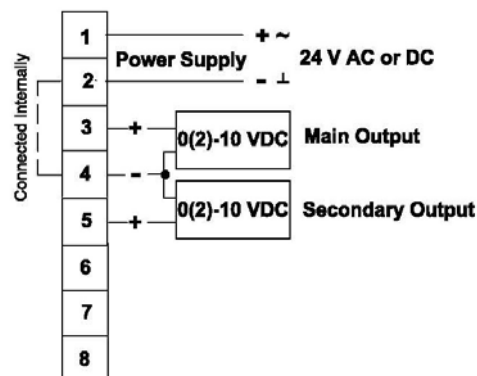 1
+ ~
Power Supply
24 V AC or DC
2
- ⊥
Connected Internally
3
+
0(2)-10 VDC
Main Output
4
-
5
+
0(2)-10 VDC
Secondary Output
6
7
8